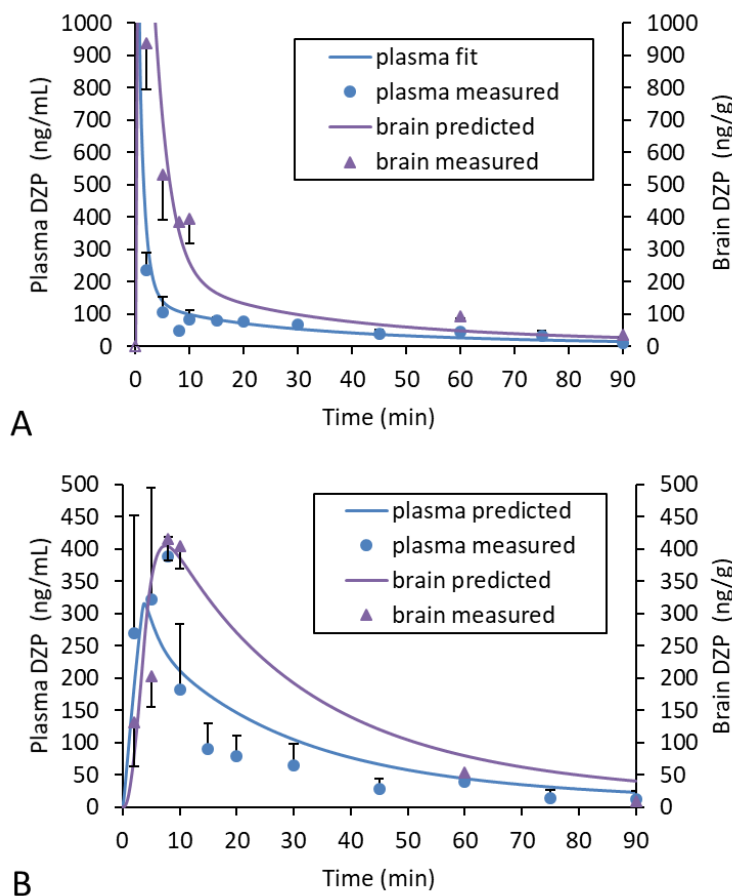 1000 1000
900 900
800 800
700 700
600 600
500 500
400 400
300 300
200 200
100 100
0 0
Plasma DZP (ng/mL)
Brain DZP (ng/g)
plasma fit
plasma measured
brain predicted
brain measured
0 10 20 30 40 50 60 70 80 90
Time (min)
A
500 500
450 450
400 400
350 350
300 300
250 250
200 200
150 150
100 100
50 50
0 0
Plasma DZP (ng/mL)
Brain DZP (ng/g)
plasma predicted
plasma measured
brain predicted
brain measured
0 10 20 30 40 50 60 70 80 90
Time (min)
B